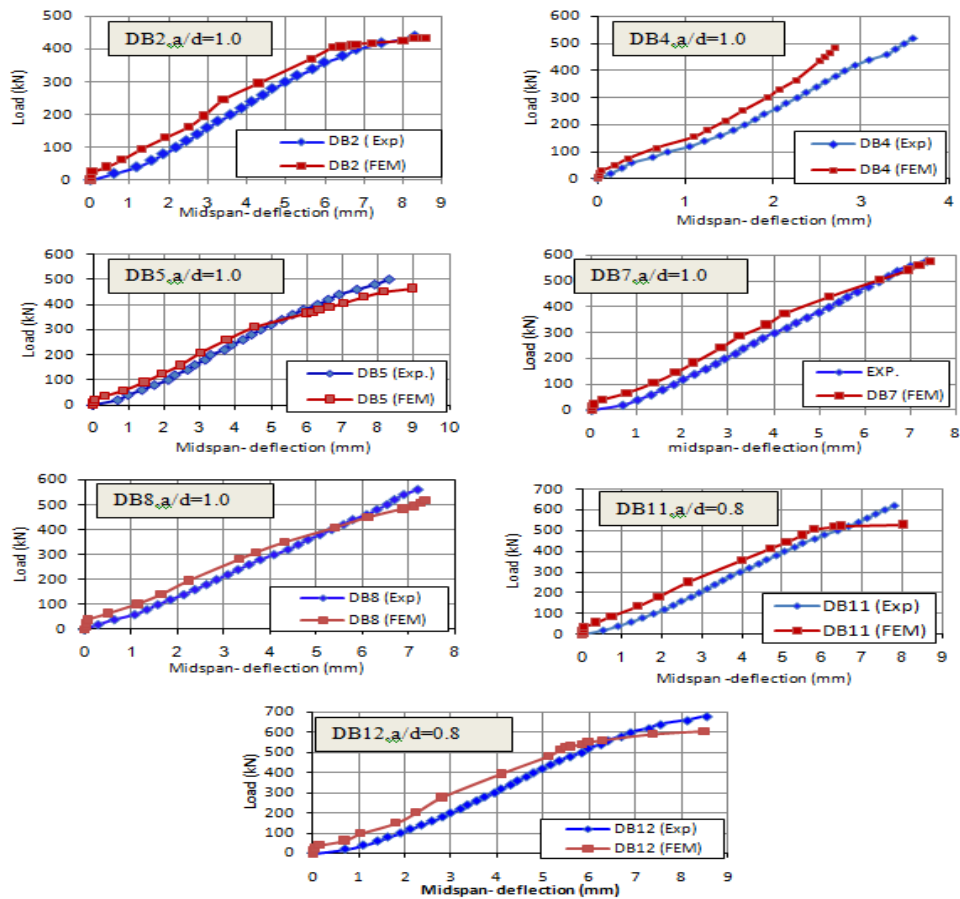 DB2,a/d=1.0
Load (kN)
500
400
300
200
100
0
DB2 ( Exp)
DB2 (FEM)
0 1 2 3 4 5 6 7 8 9
Midspan-deflection (mm)
DB4,a/d=1.0
Load (kN)
600
500
400
300
200
100
0
DB4 (Exp)
DB4 (FEM)
0 1 2 3 4
Midspan-deflection (mm)
DB5,a/d=1.0
Load (kN)
600
500
400
300
200
100
0
DB5 (Exp.)
DB5 (FEM)
0 1 2 3 4 5 6 7 8 9 10
Midspan-deflection (mm)
DB7,a/d=1.0
Load (kN)
600
500
400
300
200
100
0
EXP.
DB7 (FEM)
0 1 2 3 4 5 6 7 8
midspan-deflection (mm)
DB8,a/d=1.0
Load (kN)
600
500
400
300
200
100
0
DB8 (Exp)
DB8 (FEM)
0 1 2 3 4 5 6 7 8
Midspan- deflection (mm)
DB11,a/d=0.8
Load (kN)
700
600
500
400
300
200
100
0
DB11 (Exp)
DB11 (FEM)
0 1 2 3 4 5 6 7 8 9
Midspan -deflection (mm)
DB12,a/d=0.8
Load (kN)
700
600
500
400
300
200
100
0
DB12 (Exp)
DB12 (FEM)
0 1 2 3 4 5 6 7 8 9
Midspan- deflection (mm)